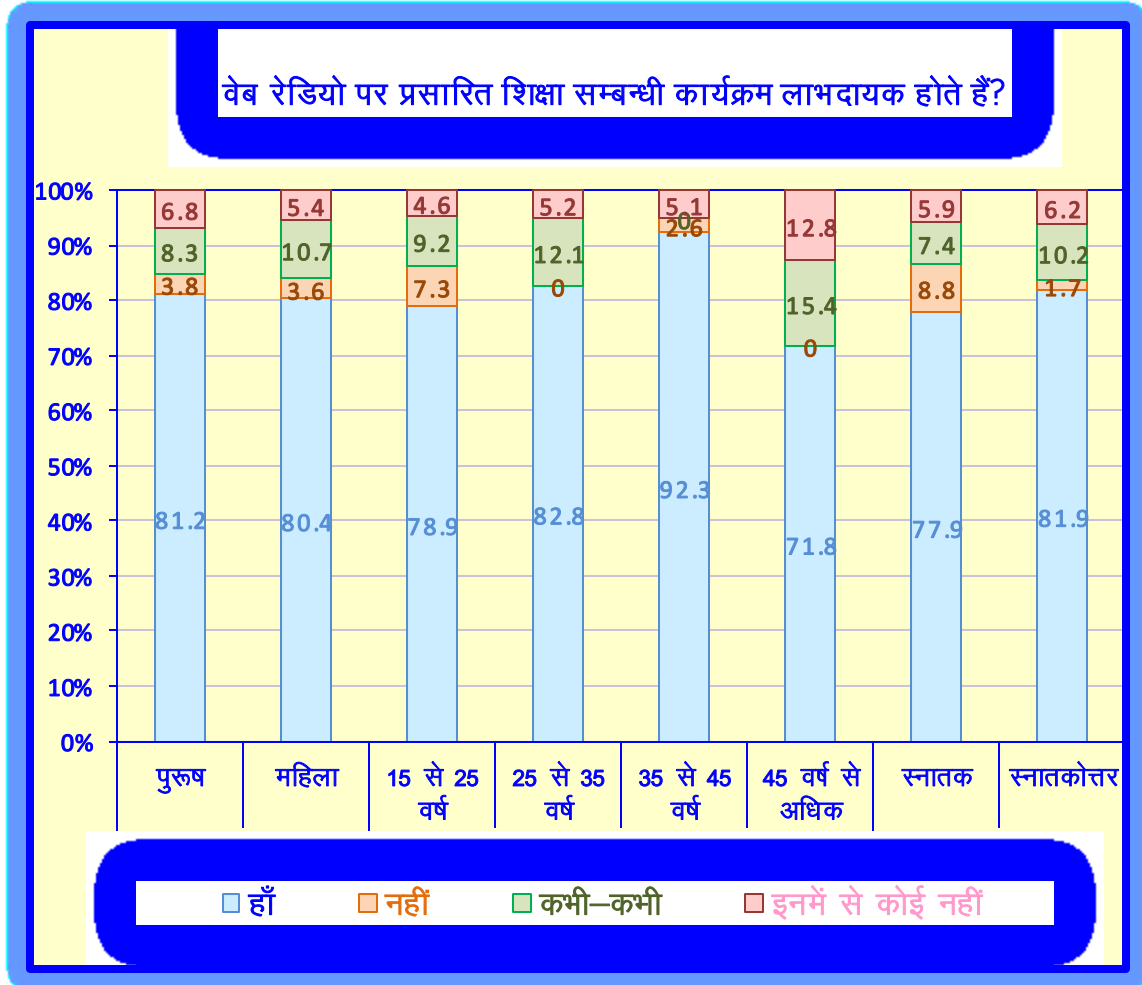 वेब रेडियो पर प्रसारित शिक्षा सम्बन्धी कार्यक्रम लाभदायक होते हैं?
100%
90%
80%
70%
60%
50%
40%
30%
20%
10%
0%
6.8 5.4 4.6 5.2 5.1 12.8 5.9 6.2
8.3 10.7 9.2 12.1 0 15.4 7.4 10.2
3.8 3.6 7.3 0 2.6 0 8.8 1.7
81.2 80.4 78.9 82.8 92.3 71.8 77.9 81.9
पुरूष
महिला
15 से 25
वर्ष
25 से 35
वर्ष
35 से 45
वर्ष
45 वर्ष से
अधिक
स्नातक
स्नातकोत्तर
हाँ नहीं कभी–कभी इनमें से कोई नहीं